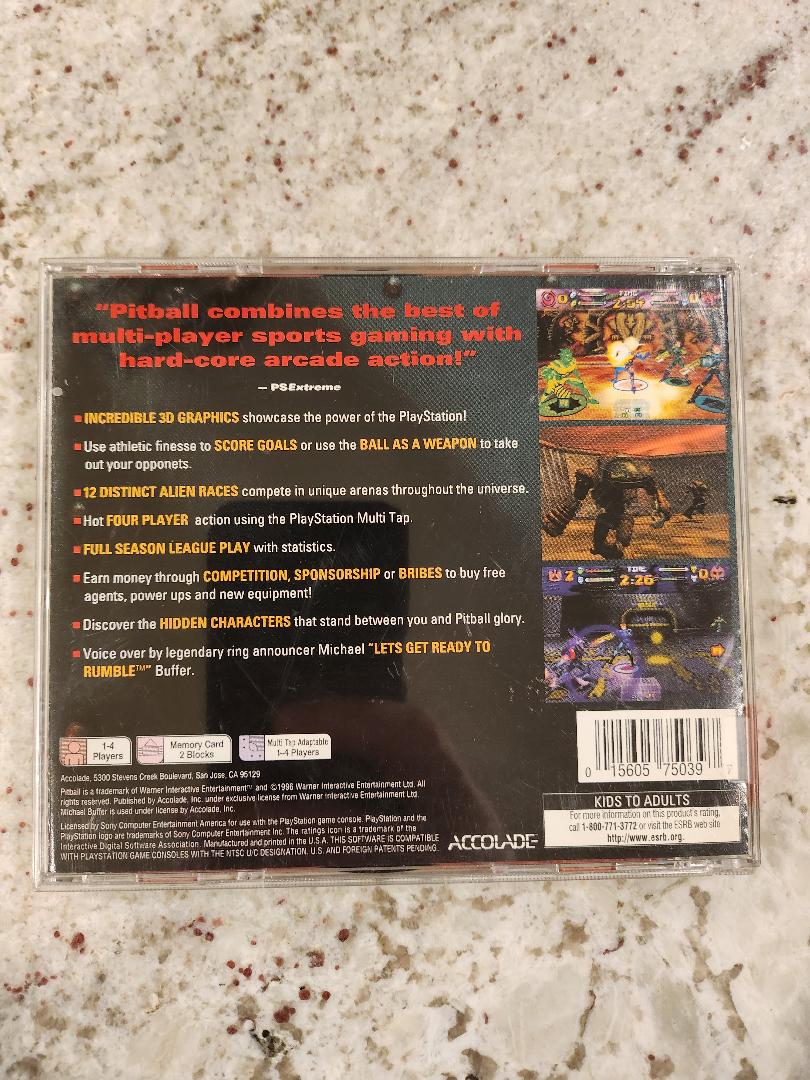 “Pitball combines the best of
multi-player sports gaming with
hard-core arcade action!”
– PSExtreme
INCREDIBLE 3D GRAPHICS showcase the power of the PlayStation!
Use athletic finesse to SCORE GOALS or use the BALL AS A WEAPON to take
out your opponets.
12 DISTINCT ALIEN RACES compete in unique arenas throughout the universe.
Hot FOUR PLAYER action using the PlayStation Multi Tap.
FULL SEASON LEAGUE PLAY with statistics.
Earn money through COMPETITION, SPONSORSHIP or BRIBES to buy free
agents, power ups and new equipment!
Discover the HIDDEN CHARACTERS that stand between you and Pitball glory.
Voice over by legendary ring announcer Michael “LETS GET READY TO
RUMBLE™” Buffer.
0 TIME 0
2:54
2 TIME 0
2:26
1-4
Players
Memory Card
2 Blocks
Multi Tap Adaptable
1-4 Players
Accolade, 5300 Stevens Creek Boulevard, San Jose, CA 95129
Pitball is a trademark of Warner Interactive Entertainment™ and ©1996 Warner Interactive Entertainment Ltd. All
rights reserved. Published by Accolade, Inc. under exclusive license from Warner Interactive Entertainment Ltd.
Michael Buffer is used under license by Accolade, Inc.
Licensed by Sony Computer Entertainment America for use with the PlayStation game console. PlayStation and the
PlayStation logo are trademarks of Sony Computer Entertainment Inc. The ratings icon is a trademark of the
Interactive Digital Software Association. Manufactured and printed in the U.S.A. THIS SOFTWARE IS COMPATIBLE
WITH PLAYSTATION GAME CONSOLES WITH THE NTSC U/C DESIGNATION. U.S. AND FOREIGN PATENTS PENDING.
ACCOLADE
0 15605 75039 7
KIDS TO ADULTS
For more information on this product's rating,
call 1-800-771-3772 or visit the ESRB web site
http://www.esrb.org.